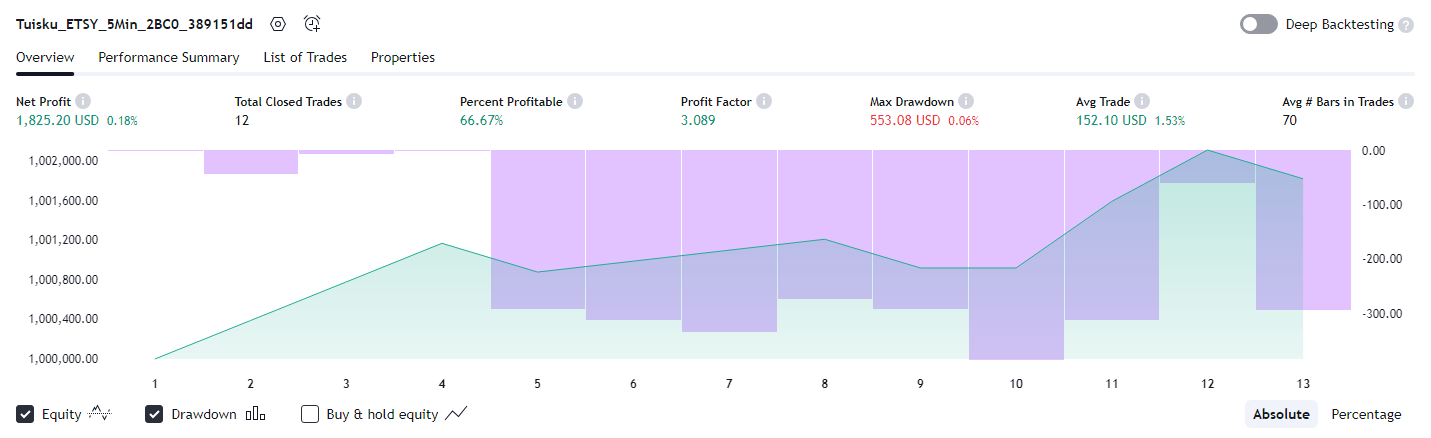 Tuisku_ETSY_5Min_2BC0_389151dd Deep Backtesting ?
Overview Performance Summary List of Trades Properties
Net Profit i Total Closed Trades i Percent Profitable i Profit Factor i Max Drawdown i Avg Trade i Avg # Bars in Trades i
1,825.20 USD 0.18% 12 66.67% 3.089 553.08 USD 0.06% 152.10 USD 1.53% 70
1,002,000.00 0.00
1,001,600.00 -100.00
1,001,200.00 -200.00
1,000,800.00 -300.00
1,000,400.00
1,000,000.00
1 2 3 4 5 6 7 8 9 10 11 12 13
Equity Drawdown Buy & hold equity Absolute Percentage